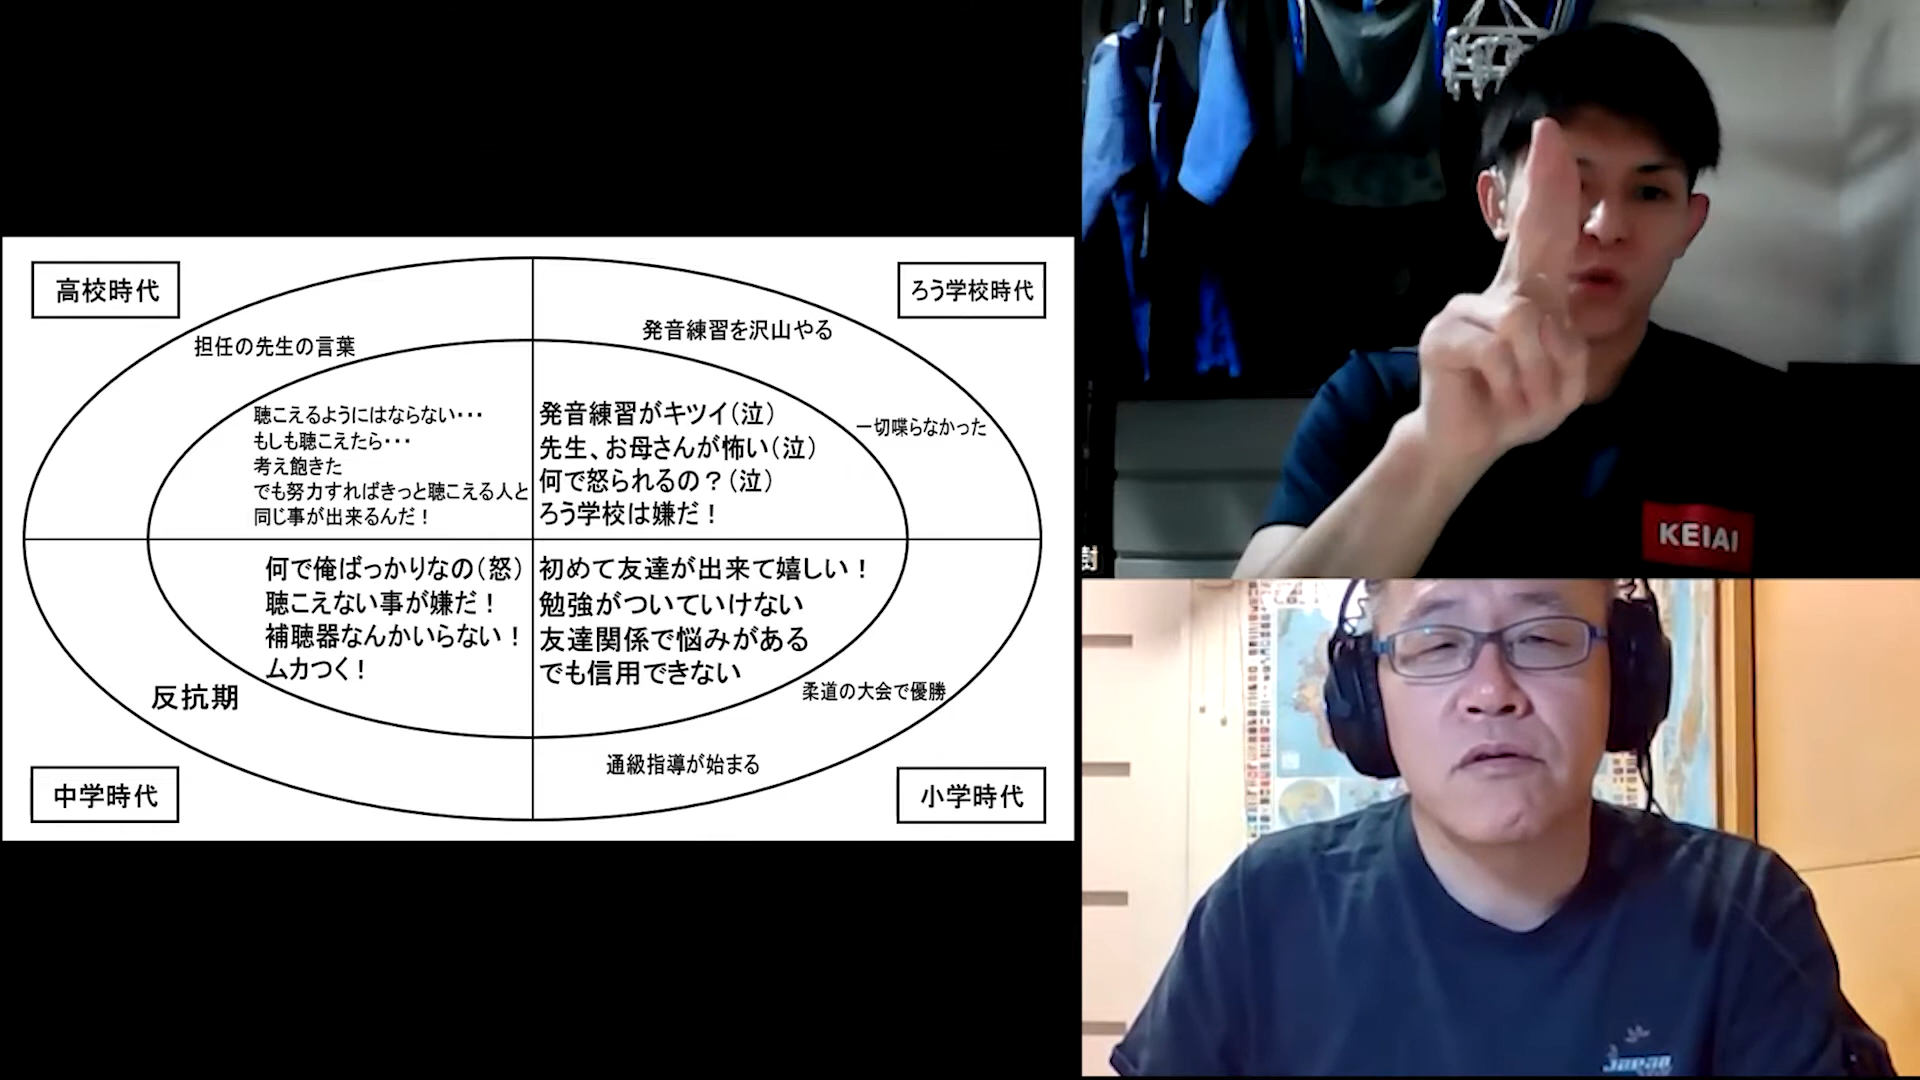 高校時代
担任の先生の言葉
聴こえるようにはならない・・・
もしも聴こえたら・・・
考え飽きた
でも努力すればきっと聴こえる人と
同じ事が出来るんだ！
ろう学校時代
発音練習を沢山やる
一切喋らなかった
発音練習がキツイ（泣）
先生、お母さんが怖い（泣）
何で怒られるの？（泣）
ろう学校は嫌だ！
中学時代
反抗期
何で俺ばっかりなの（怒）
聴こえない事が嫌だ！
補聴器なんかいらない！
ムカつく！
小学時代
初めて友達が出来て嬉しい！
勉強がついていけない
友達関係で悩みがある
でも信用できない
柔道の大会で優勝
通級指導が始まる
KEIAI
JAPAN